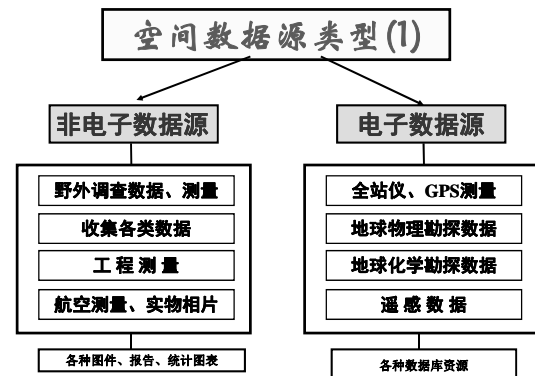 空间数据源类型(1)
非电子数据源
电子数据源
野外调查数据、测量
收集各类数据
工程测量
航空测量、实物相片
各种图件、报告、统计图表
全站仪、GPS测量
地球物理勘探数据
地球化学勘探数据
遥感数据
各种数据库资源